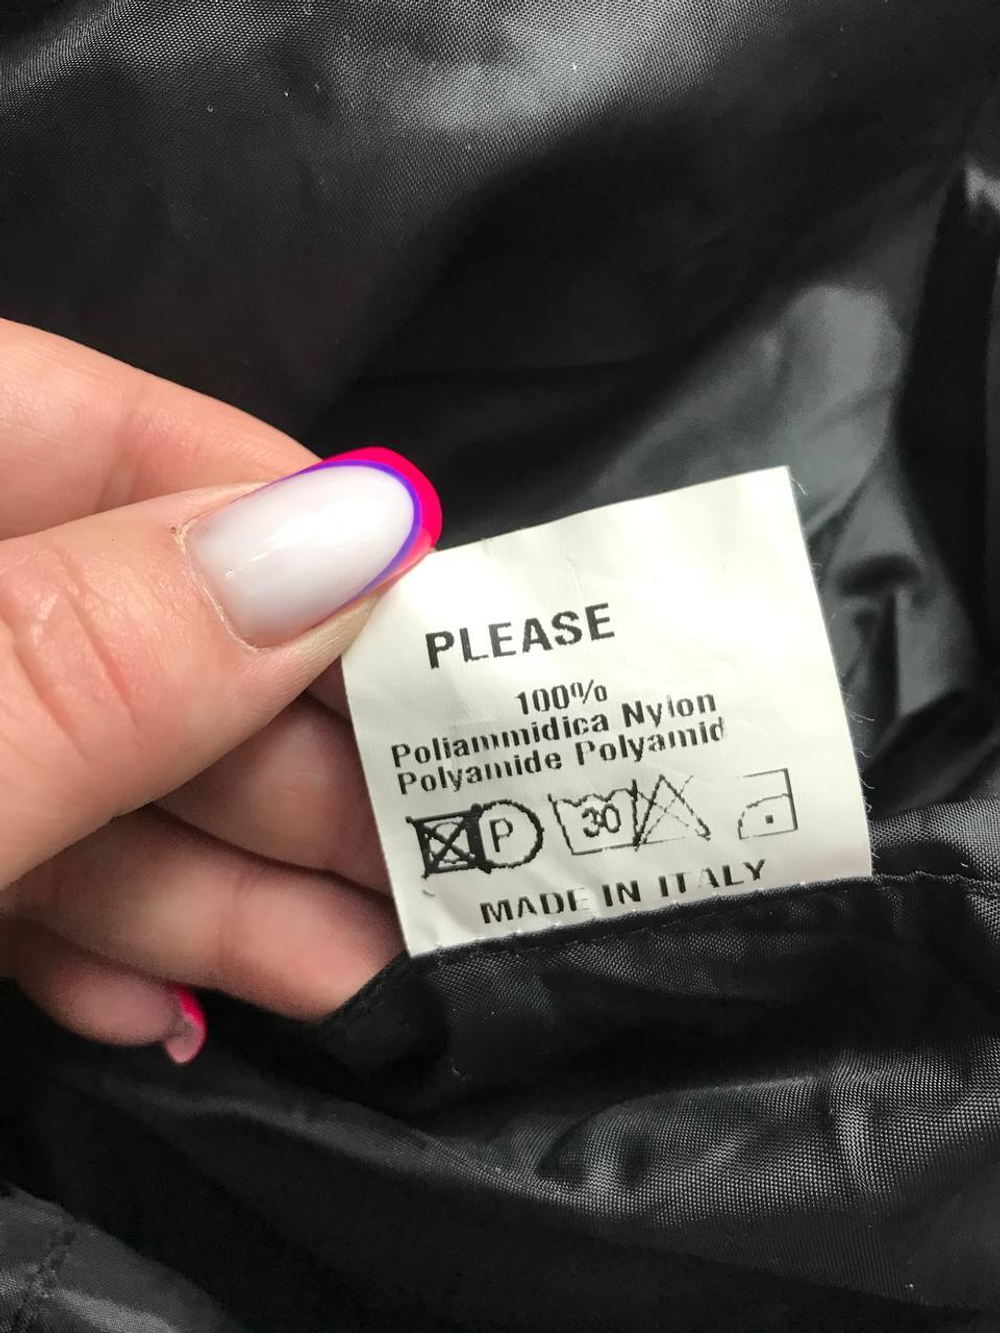 PLEASE
100%
Poliammidica Nylon
Polyamide Polyamid
P 30
MADE IN ITALY